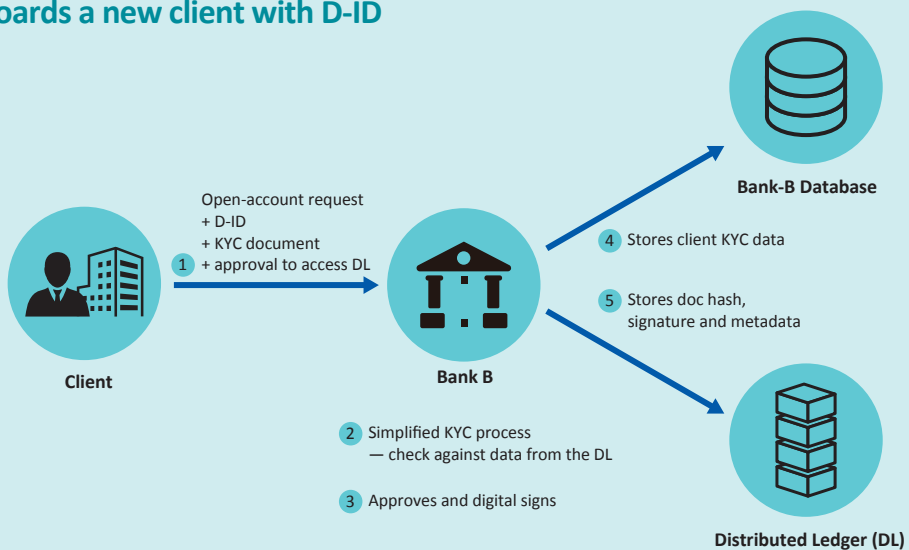 oards a new client with D-ID
Open-account request
+ D-ID
+ KYC document
1 + approval to access DL
Client
Bank B
2 Simplified KYC process
— check against data from the DL
3 Approves and digital signs
Bank-B Database
4 Stores client KYC data
5 Stores doc hash,
signature and metadata
Distributed Ledger (DL)